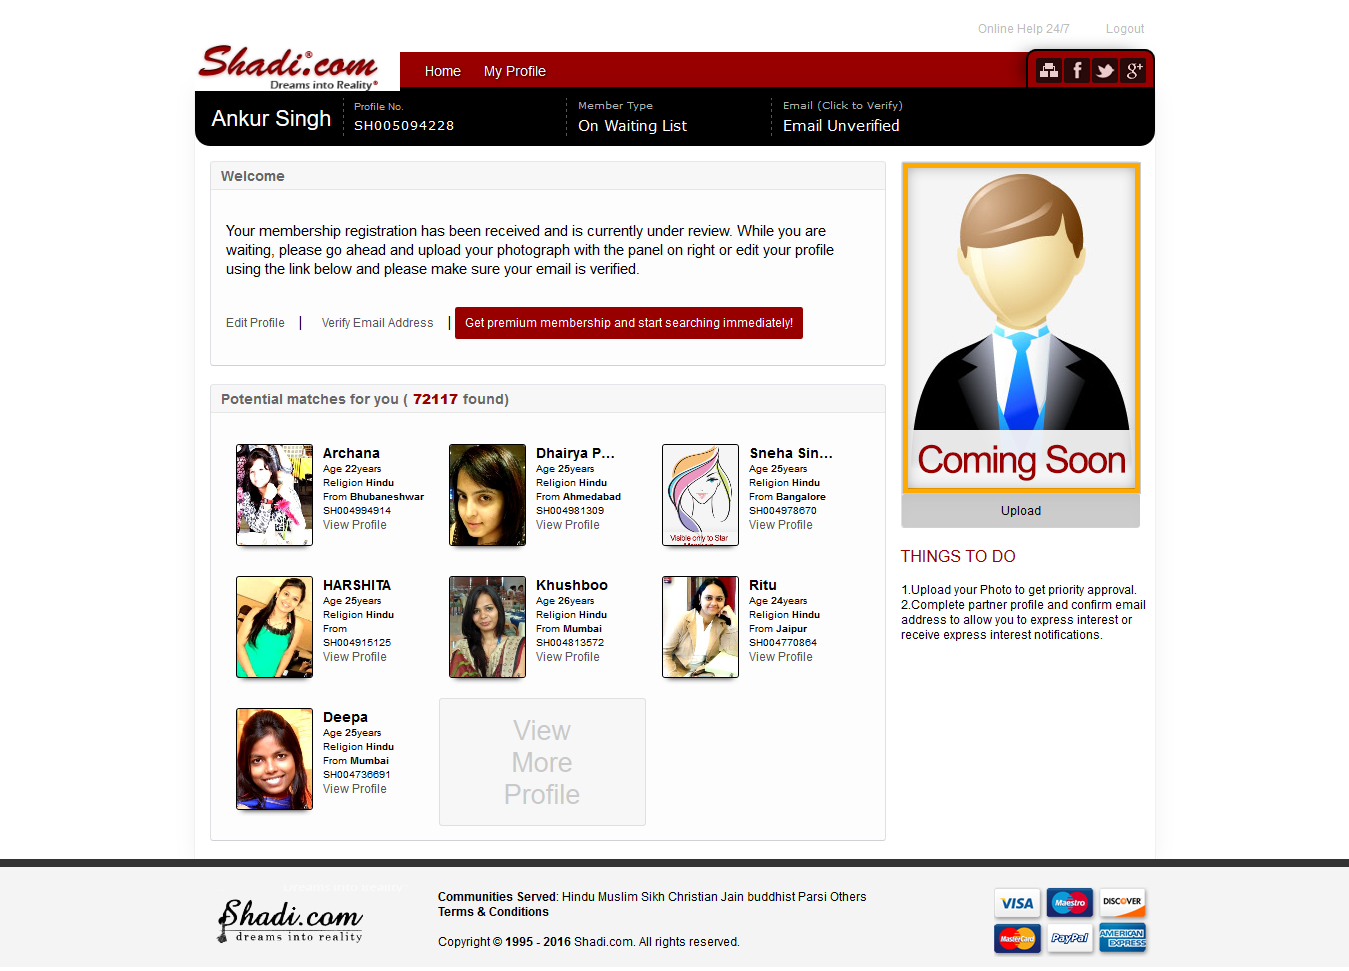 Online Help 24/7 Logout
Shadi.com®
Dreams into Reality®
Home My Profile
f g+
Ankur Singh
Profile No.
SH005094228
Member Type
On Waiting List
Email (Click to Verify)
Email Unverified
Welcome
Your membership registration has been received and is currently under review. While you are
waiting, please go ahead and upload your photograph with the panel on right or edit your profile
using the link below and please make sure your email is verified.
Edit Profile | Verify Email Address | Get premium membership and start searching immediately!
Potential matches for you ( 72117 found)
Archana
Age 22years
Religion Hindu
From Bhubaneshwar
SH004994914
View Profile
Dhairya P...
Age 25years
Religion Hindu
From Ahmedabad
SH004981309
View Profile
Visible only to Star
Sneha Sin...
Age 25years
Religion Hindu
From Bangalore
SH004978670
View Profile
HARSHITA
Age 25years
Religion Hindu
From
SH004915125
View Profile
Khushboo
Age 26years
Religion Hindu
From Mumbai
SH004813572
View Profile
Ritu
Age 24years
Religion Hindu
From Jaipur
SH004770864
View Profile
Deepa
Age 25years
Religion Hindu
From Mumbai
SH004736691
View Profile
View
More
Profile
Coming Soon
Upload
THINGS TO DO
1.Upload your Photo to get priority approval.
2.Complete partner profile and confirm email
address to allow you to express interest or
receive express interest notifications.
Shadi.com
dreams into reality
Communities Served: Hindu Muslim Sikh Christian Jain buddhist Parsi Others
Terms & Conditions
Copyright © 1995 - 2016 Shadi.com. All rights reserved.
VISA Maestro DISCOVER
MasterCard PayPal AMERICAN EXPRESS